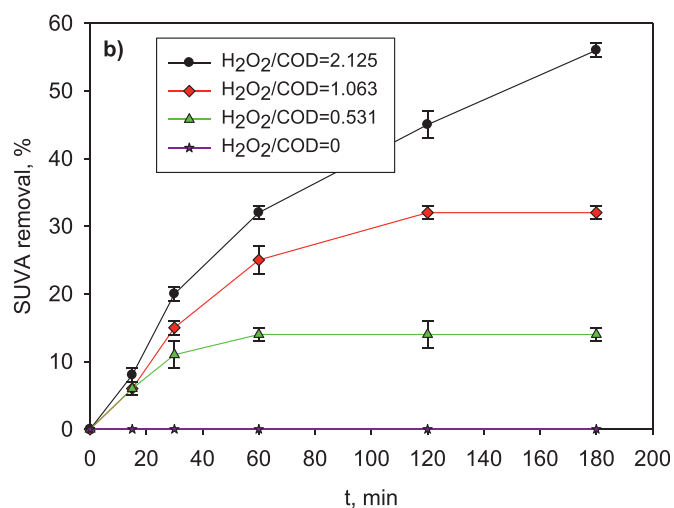 b)
H2O2/COD=2.125
H2O2/COD=1.063
H2O2/COD=0.531
H2O2/COD=0
SUVA removal, %
60
50
40
30
20
10
0
0 20 40 60 80 100 120 140 160 180 200
t, min